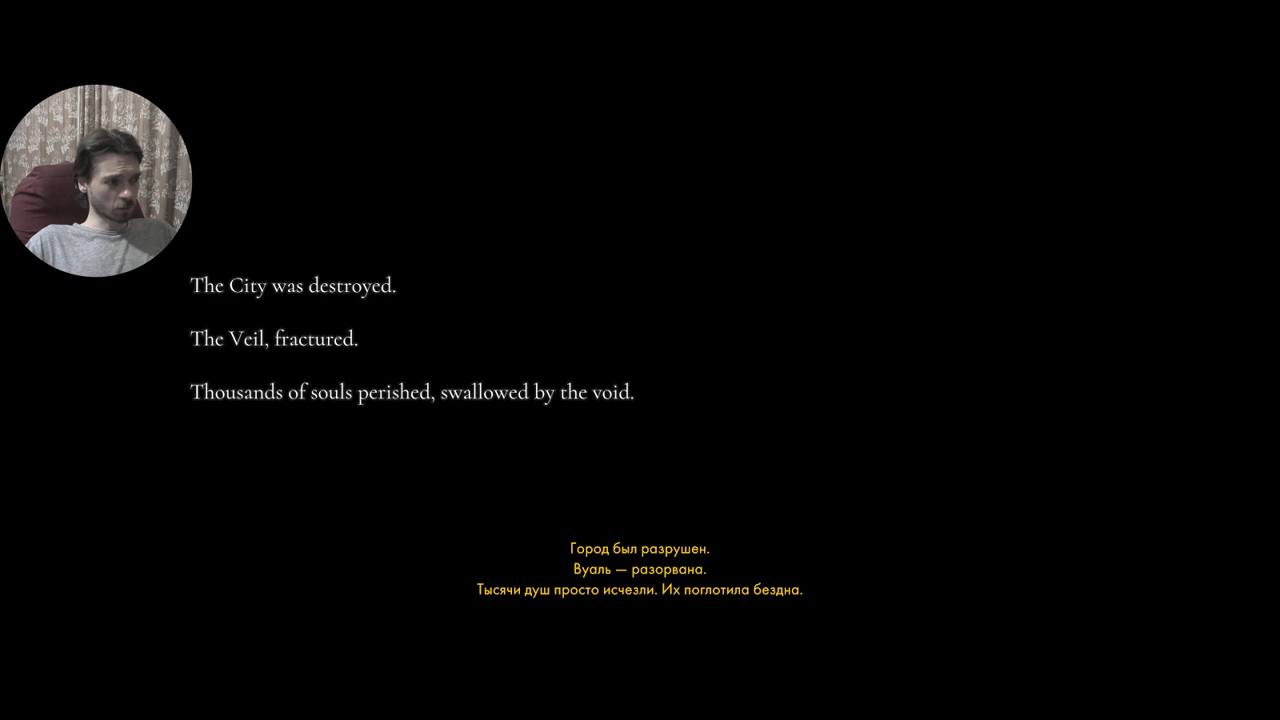 The City was destroyed.
The Veil, fractured.
Thousands of souls perished, swallowed by the void.
Город был разрушен.
Вуаль — разорвана.
Тысячи душ просто исчезли. Их поглотила бездна.